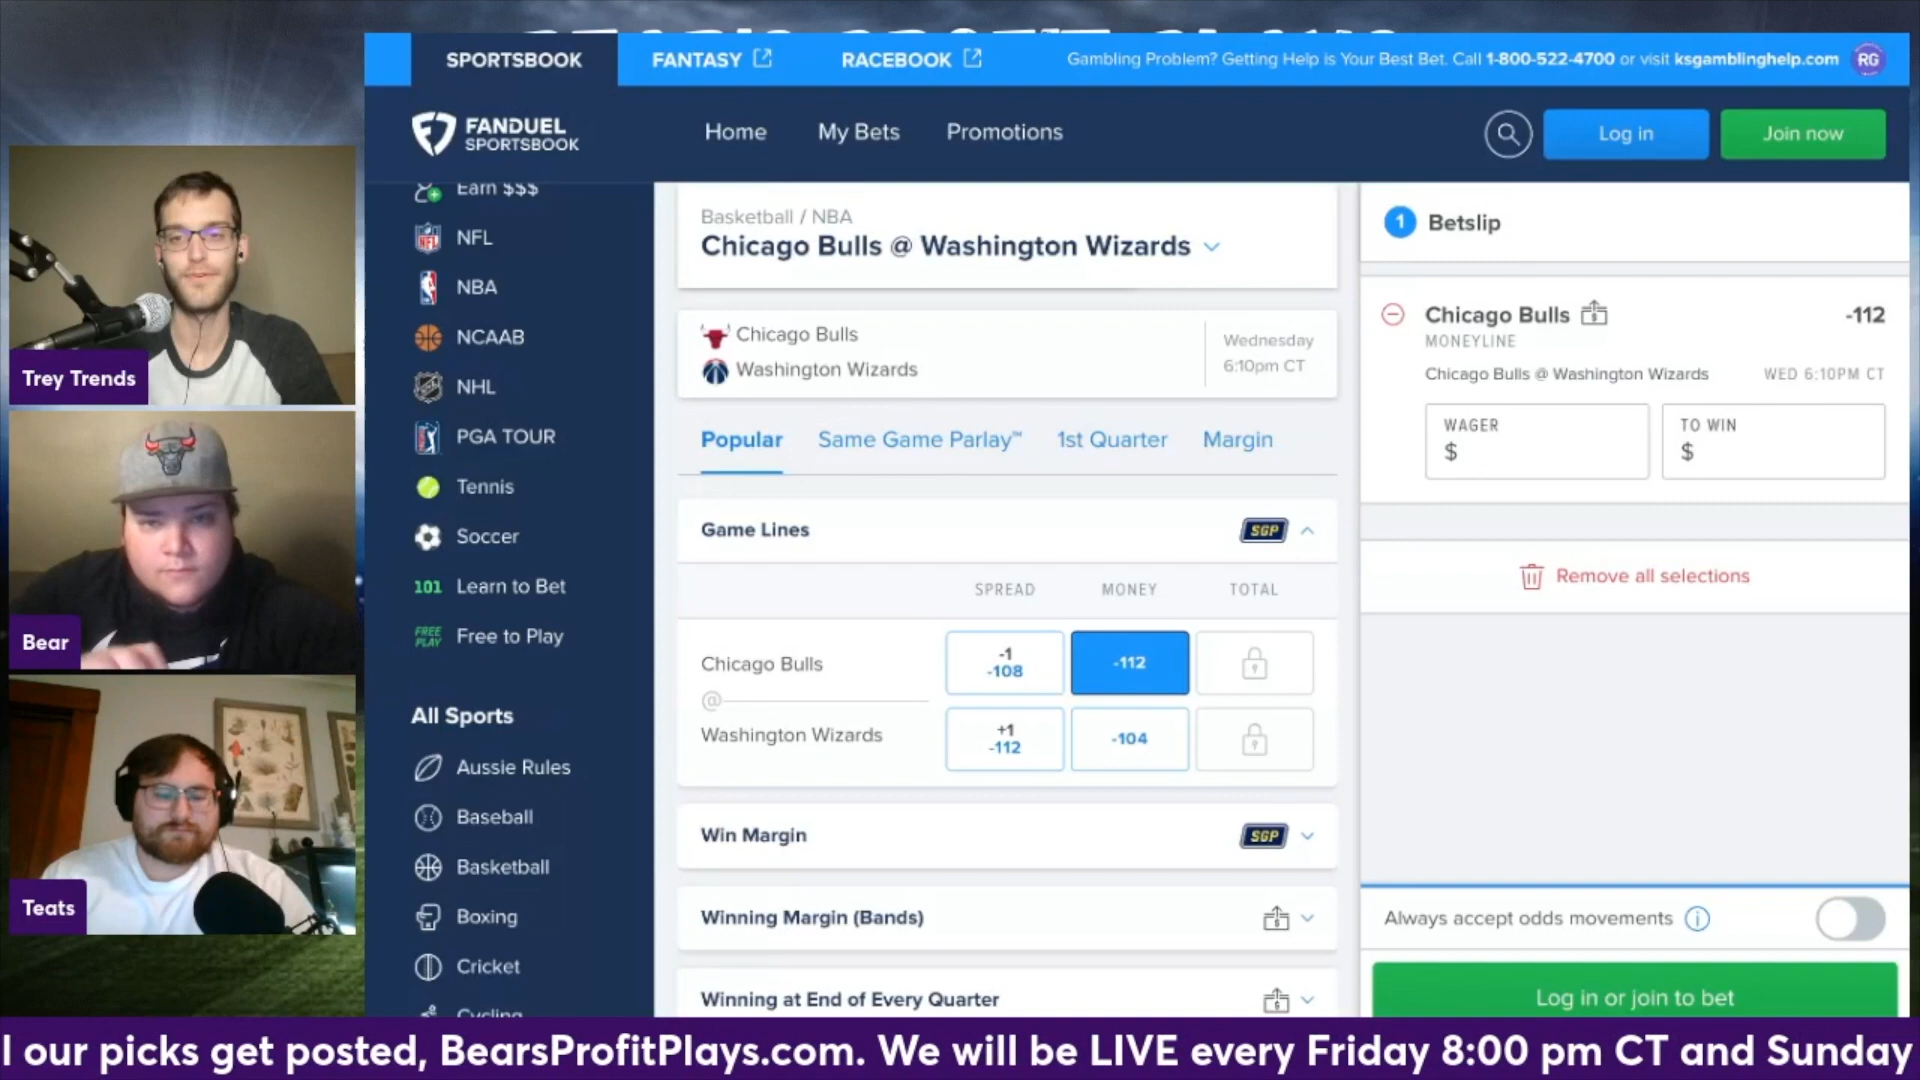 SPORTSBOOK
FANTASY
RACEBOOK
Gambling Problem? Getting Help is Your Best Bet. Call 1-800-522-4700 or visit ksgamblinghelp.com
RG
FANDUEL
SPORTSBOOK
Home
My Bets
Promotions
Log in
Join now
Trey Trends
Bear
Teats
Earn $$$
NFL
NBA
NCAAB
NHL
PGA TOUR
Tennis
Soccer
101 Learn to Bet
FREE PLAY Free to Play
All Sports
Aussie Rules
Baseball
Basketball
Boxing
Cricket
Cycling
Basketball / NBA
Chicago Bulls @ Washington Wizards
Chicago Bulls
Washington Wizards
Wednesday
6:10pm CT
Popular
Same Game Parlay™
1st Quarter
Margin
Game Lines
SGP
SPREAD
MONEY
TOTAL
Chicago Bulls
-1
-108
-112
@
Washington Wizards
+1
-112
-104
Win Margin
SGP
Winning Margin (Bands)
Winning at End of Every Quarter
1 Betslip
Chicago Bulls
-112
MONEYLINE
Chicago Bulls @ Washington Wizards
WED 6:10PM CT
WAGER
$
TO WIN
$
Remove all selections
Always accept odds movements
Log in or join to bet
l our picks get posted, BearsProfitPlays.com. We will be LIVE every Friday 8:00 pm CT and Sunday